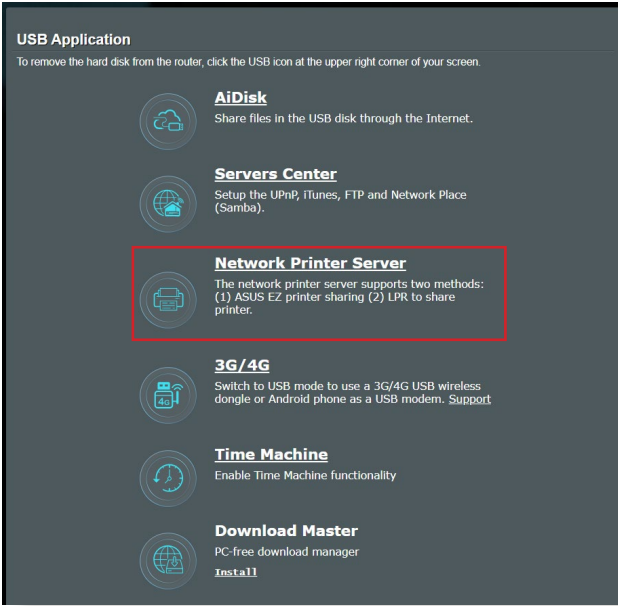 USB Application
To remove the hard disk from the router, click the USB icon at the upper right corner of your screen.
AiDisk
Share files in the USB disk through the Internet.
Servers Center
Setup the UPnP, iTunes, FTP and Network Place
(Samba).
Network Printer Server
The network printer server supports two methods:
(1) ASUS EZ printer sharing (2) LPR to share
printer.
3G/4G
4G
Switch to USB mode to use a 3G/4G USB wireless
dongle or Android phone as a USB modem. Support
Time Machine
Enable Time Machine functionality
Download Master
PC-free download manager
Install